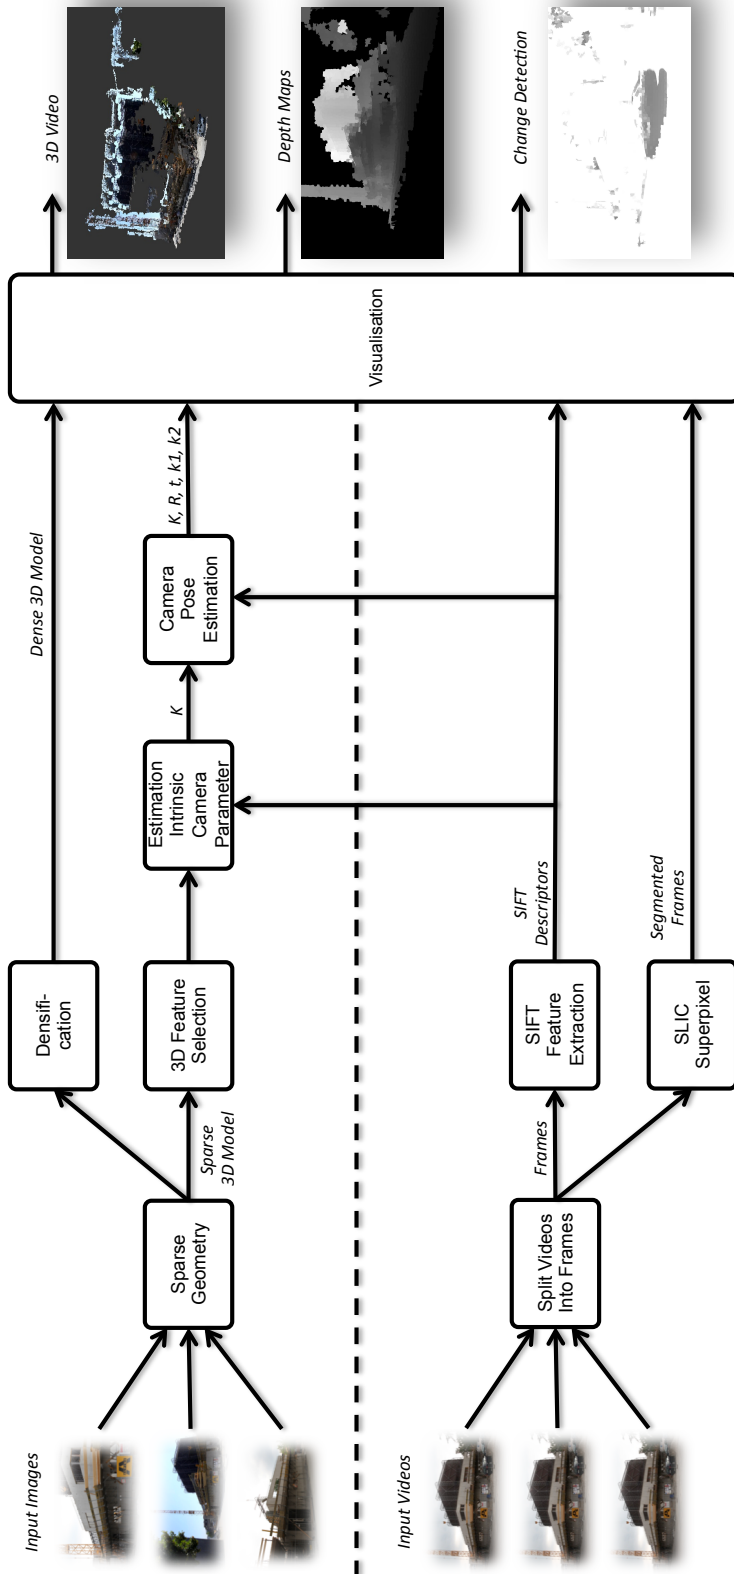 Input Images
Sparse
Geometry
Sparse
3D Model
Densifi-
cation
3D Feature
Selection
Dense 3D Model
Estimation
Intrinsic
Camera
Parameter
K
Camera
Pose
Estimation
K, R, t, k1, k2
Input Videos
Split Videos
Into Frames
Frames
SIFT
Feature
Extraction
SLIC
Superpixel
SIFT
Descriptors
Segmented
Frames
Visualisation
3D Video
Depth Maps
Change Detection